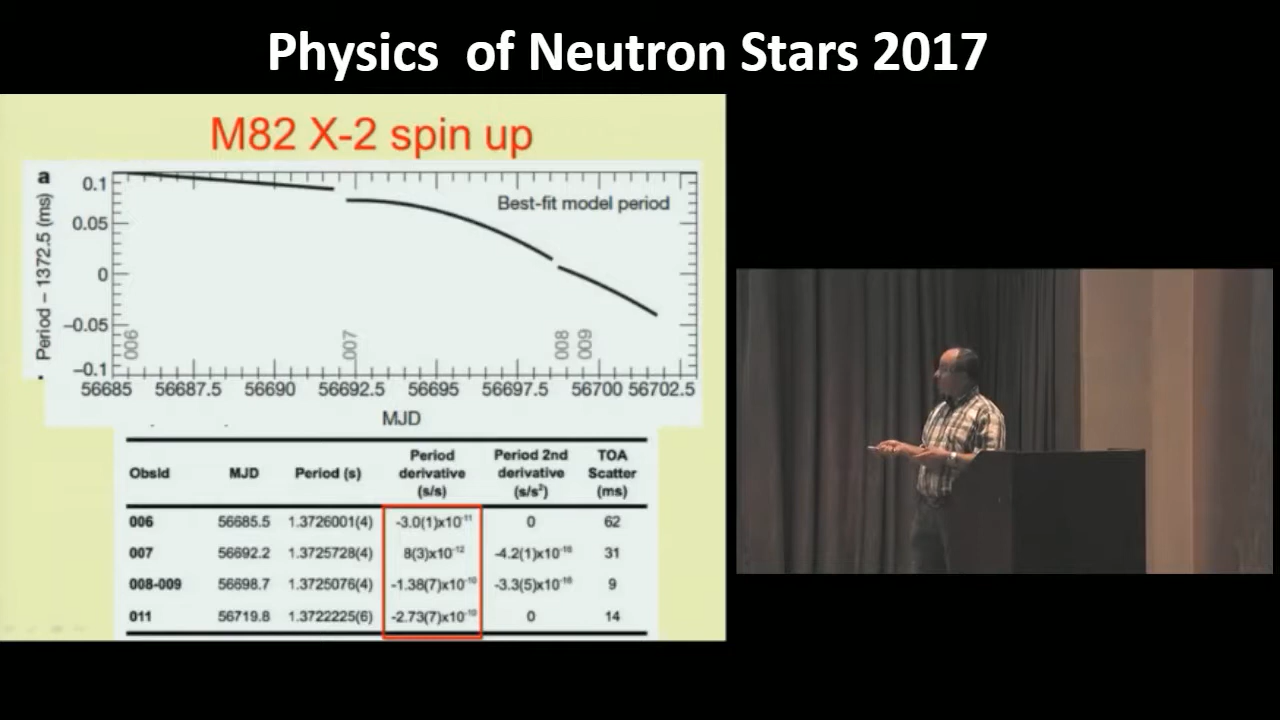 Physics of Neutron Stars 2017
M82 X-2 spin up
a
Period – 1372.5 (ms)
0.1
0.05
0
–0.05
–0.1
Best-fit model period
006
007
008
009
56685 56687.5 56690 56692.5 56695 56697.5 56700 56702.5
MJD
ObsId MJD Period (s) Period derivative (s/s) Period 2nd derivative (s/s²) TOA Scatter (ms)
006 56685.5 1.3726001(4) -3.0(1)x10⁻¹¹ 0 62
007 56692.2 1.3725728(4) 8(3)x10⁻¹² -4.2(1)x10⁻¹⁶ 31
008-009 56698.7 1.3725076(4) -1.38(7)x10⁻¹⁰ -3.3(5)x10⁻¹⁶ 9
011 56719.8 1.3722225(6) -2.73(7)x10⁻¹⁰ 0 14